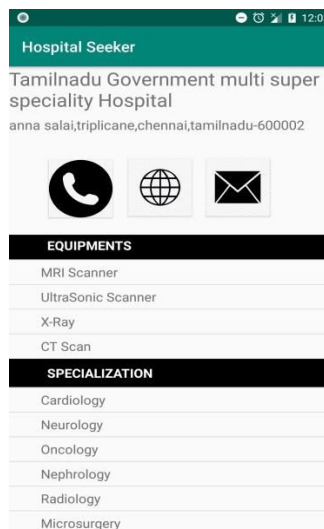 12:03
Hospital Seeker
Tamilnadu Government multi super
speciality Hospital
anna salai,triplicane,chennai,tamilnadu-600002
EQUIPMENTS
MRI Scanner
UltraSonic Scanner
X-Ray
CT Scan
SPECIALIZATION
Cardiology
Neurology
Oncology
Nephrology
Radiology
Microsurgery